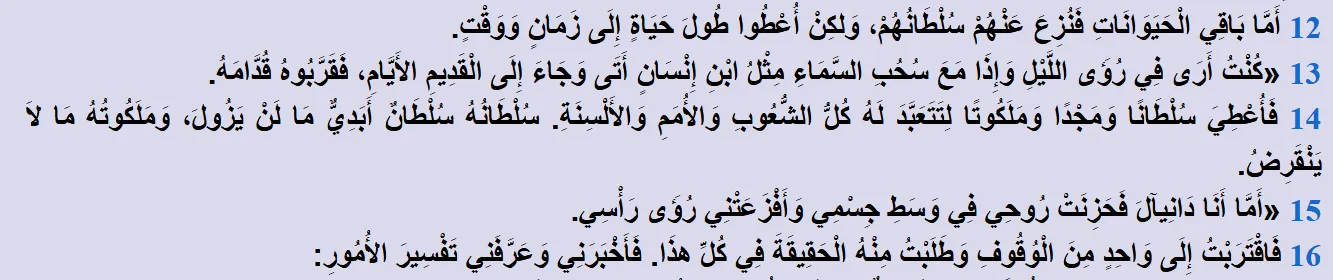 12 أَمَّا بَاقِي الْحَيَوَانَاتِ فَنُزِعَ عَنْهُمْ سُلْطَانُهُمْ، وَلكِنْ أُعْطُوا طُولَ حَيَاةٍ إِلَى زَمَانٍ وَوَقْتٍ.
13 «كُنْتُ أَرَى فِي رُؤَى اللَّيْلِ وَإِذَا مَعَ سُحُبِ السَّمَاءِ مِثْلُ ابْنِ إِنْسَانٍ أَتَى وَجَاءَ إِلَى الْقَدِيمِ الأَيَّامِ، فَقَرَّبُوهُ قُدَّامَهُ.
14 فَأُعْطِيَ سُلْطَانًا وَمَجْدًا وَمَلَكُوتًا لِتَتَعَبَّدَ لَهُ كُلُّ الشُّعُوبِ وَالأُمَمِ وَالأَلْسِنَةِ. سُلْطَانُهُ سُلْطَانٌ أَبَدِيٌّ مَا لَنْ يَزُولَ، وَمَلَكُوتُهُ مَا لاَ
يَنْقَرِضُ.
15 «أَمَّا أَنَا دَانِيآلَ فَحَزِنَتْ رُوحِي فِي وَسَطِ جِسْمِي وَأَفْزَعَتْنِي رُؤَى رَأْسِي.
16 فَاقْتَرَبْتُ إِلَى وَاحِدٍ مِنَ الْوُقُوفِ وَطَلَبْتُ مِنْهُ الْحَقِيقَةَ فِي كُلِّ هذَا. فَأَخْبَرَنِي وَعَرَّفَنِي تَفْسِيرَ الأُمُورِ: